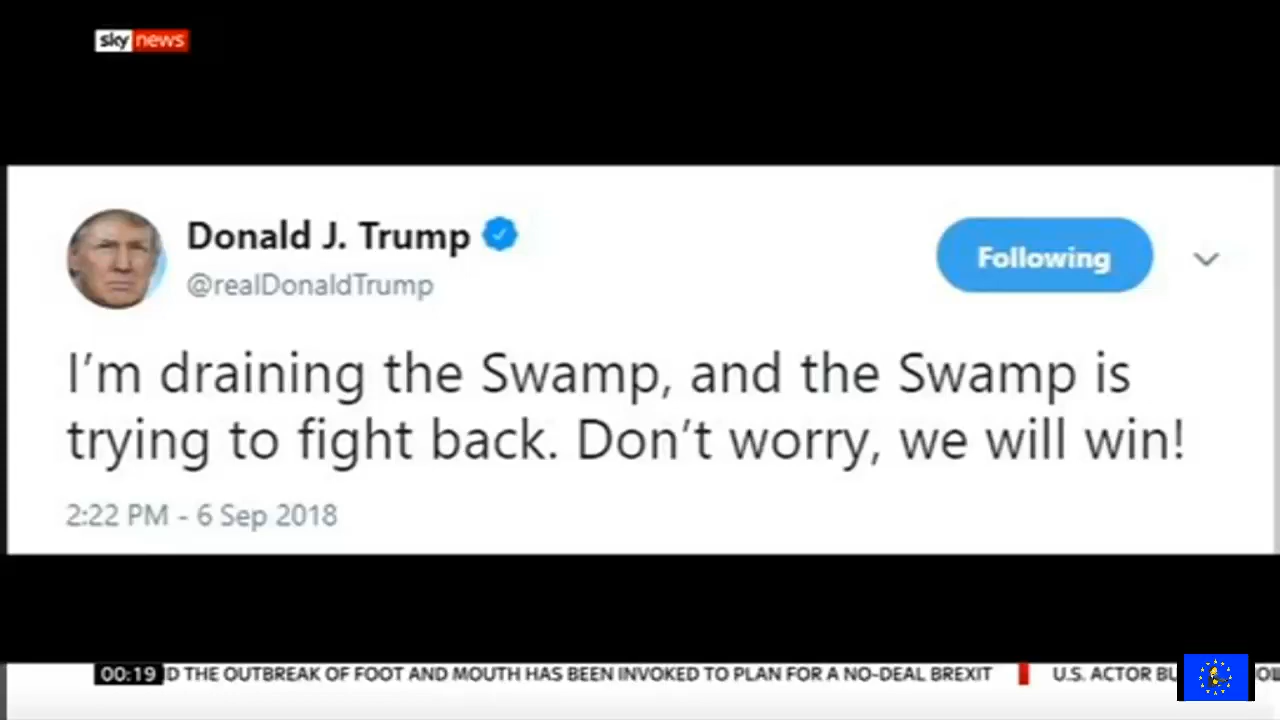 sky news
Donald J. Trump
@realDonaldTrump
Following
I'm draining the Swamp, and the Swamp is
trying to fight back. Don't worry, we will win!
2:22 PM - 6 Sep 2018
00:19 THE OUTBREAK OF FOOT AND MOUTH HAS BEEN INVOKED TO PLAN FOR A NO-DEAL BREXIT U.S. ACTOR